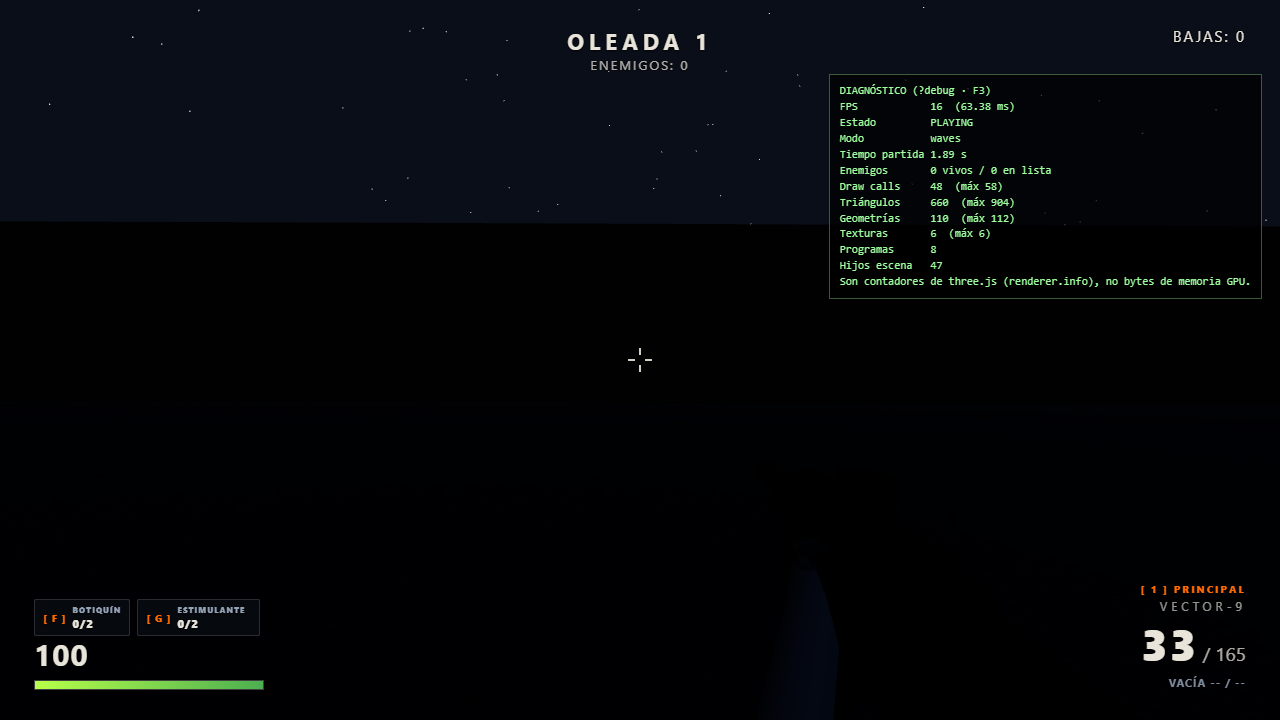 OLEADA 1
ENEMIGOS: 0
BAJAS: 0
DIAGNÓSTICO (?debug · F3)
FPS 16 (63.38 ms)
Estado PLAYING
Modo waves
Tiempo partida 1.89 s
Enemigos 0 vivos / 0 en lista
Draw calls 48 (máx 58)
Triángulos 660 (máx 904)
Geometrías 110 (máx 112)
Texturas 6 (máx 6)
Programas 8
Hijos escena 47
Son contadores de three.js (renderer.info), no bytes de memoria GPU.
[ F ] BOTIQUÍN 0/2
[ G ] ESTIMULANTE 0/2
100
[ 1 ] PRINCIPAL
VECTOR-9
33 / 165
VACÍA -- / --